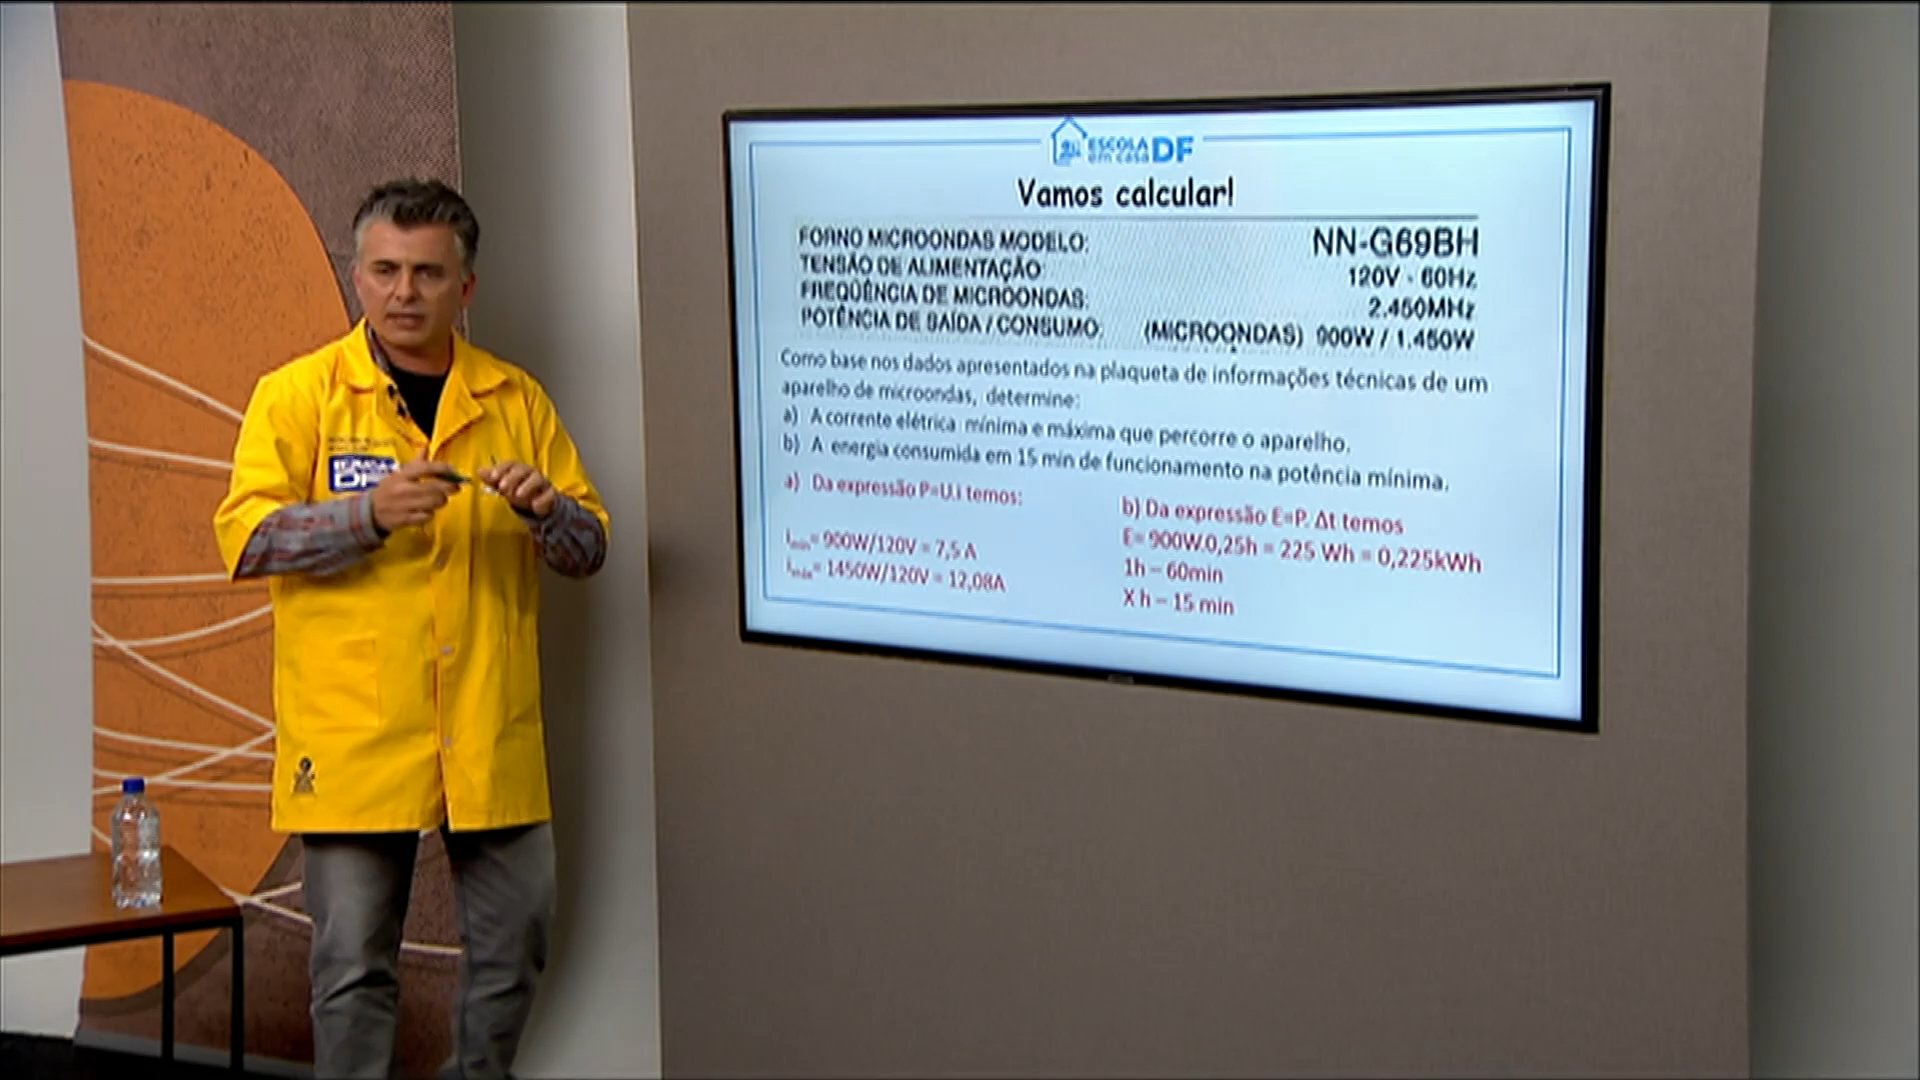 ESCOLA
em casa DF
Vamos calcular!
FORNO MICROONDAS MODELO: NN-G69BH
TENSÃO DE ALIMENTAÇÃO: 120V - 60Hz
FREQÜÊNCIA DE MICROONDAS: 2.450MHz
POTÊNCIA DE SAÍDA / CONSUMO: (MICROONDAS) 900W / 1.450W
Como base nos dados apresentados na plaqueta de informações técnicas de um
aparelho de microondas, determine:
a) A corrente elétrica mínima e máxima que percorre o aparelho.
b) A energia consumida em 15 min de funcionamento na potência mínima.
a) Da expressão P=U.i temos:
imin= 900W/120V = 7,5 A
imáx= 1450W/120V = 12,08A
b) Da expressão E=P. Δt temos
E= 900W.0,25h = 225 Wh = 0,225kWh
1h – 60min
X h – 15 min
DF